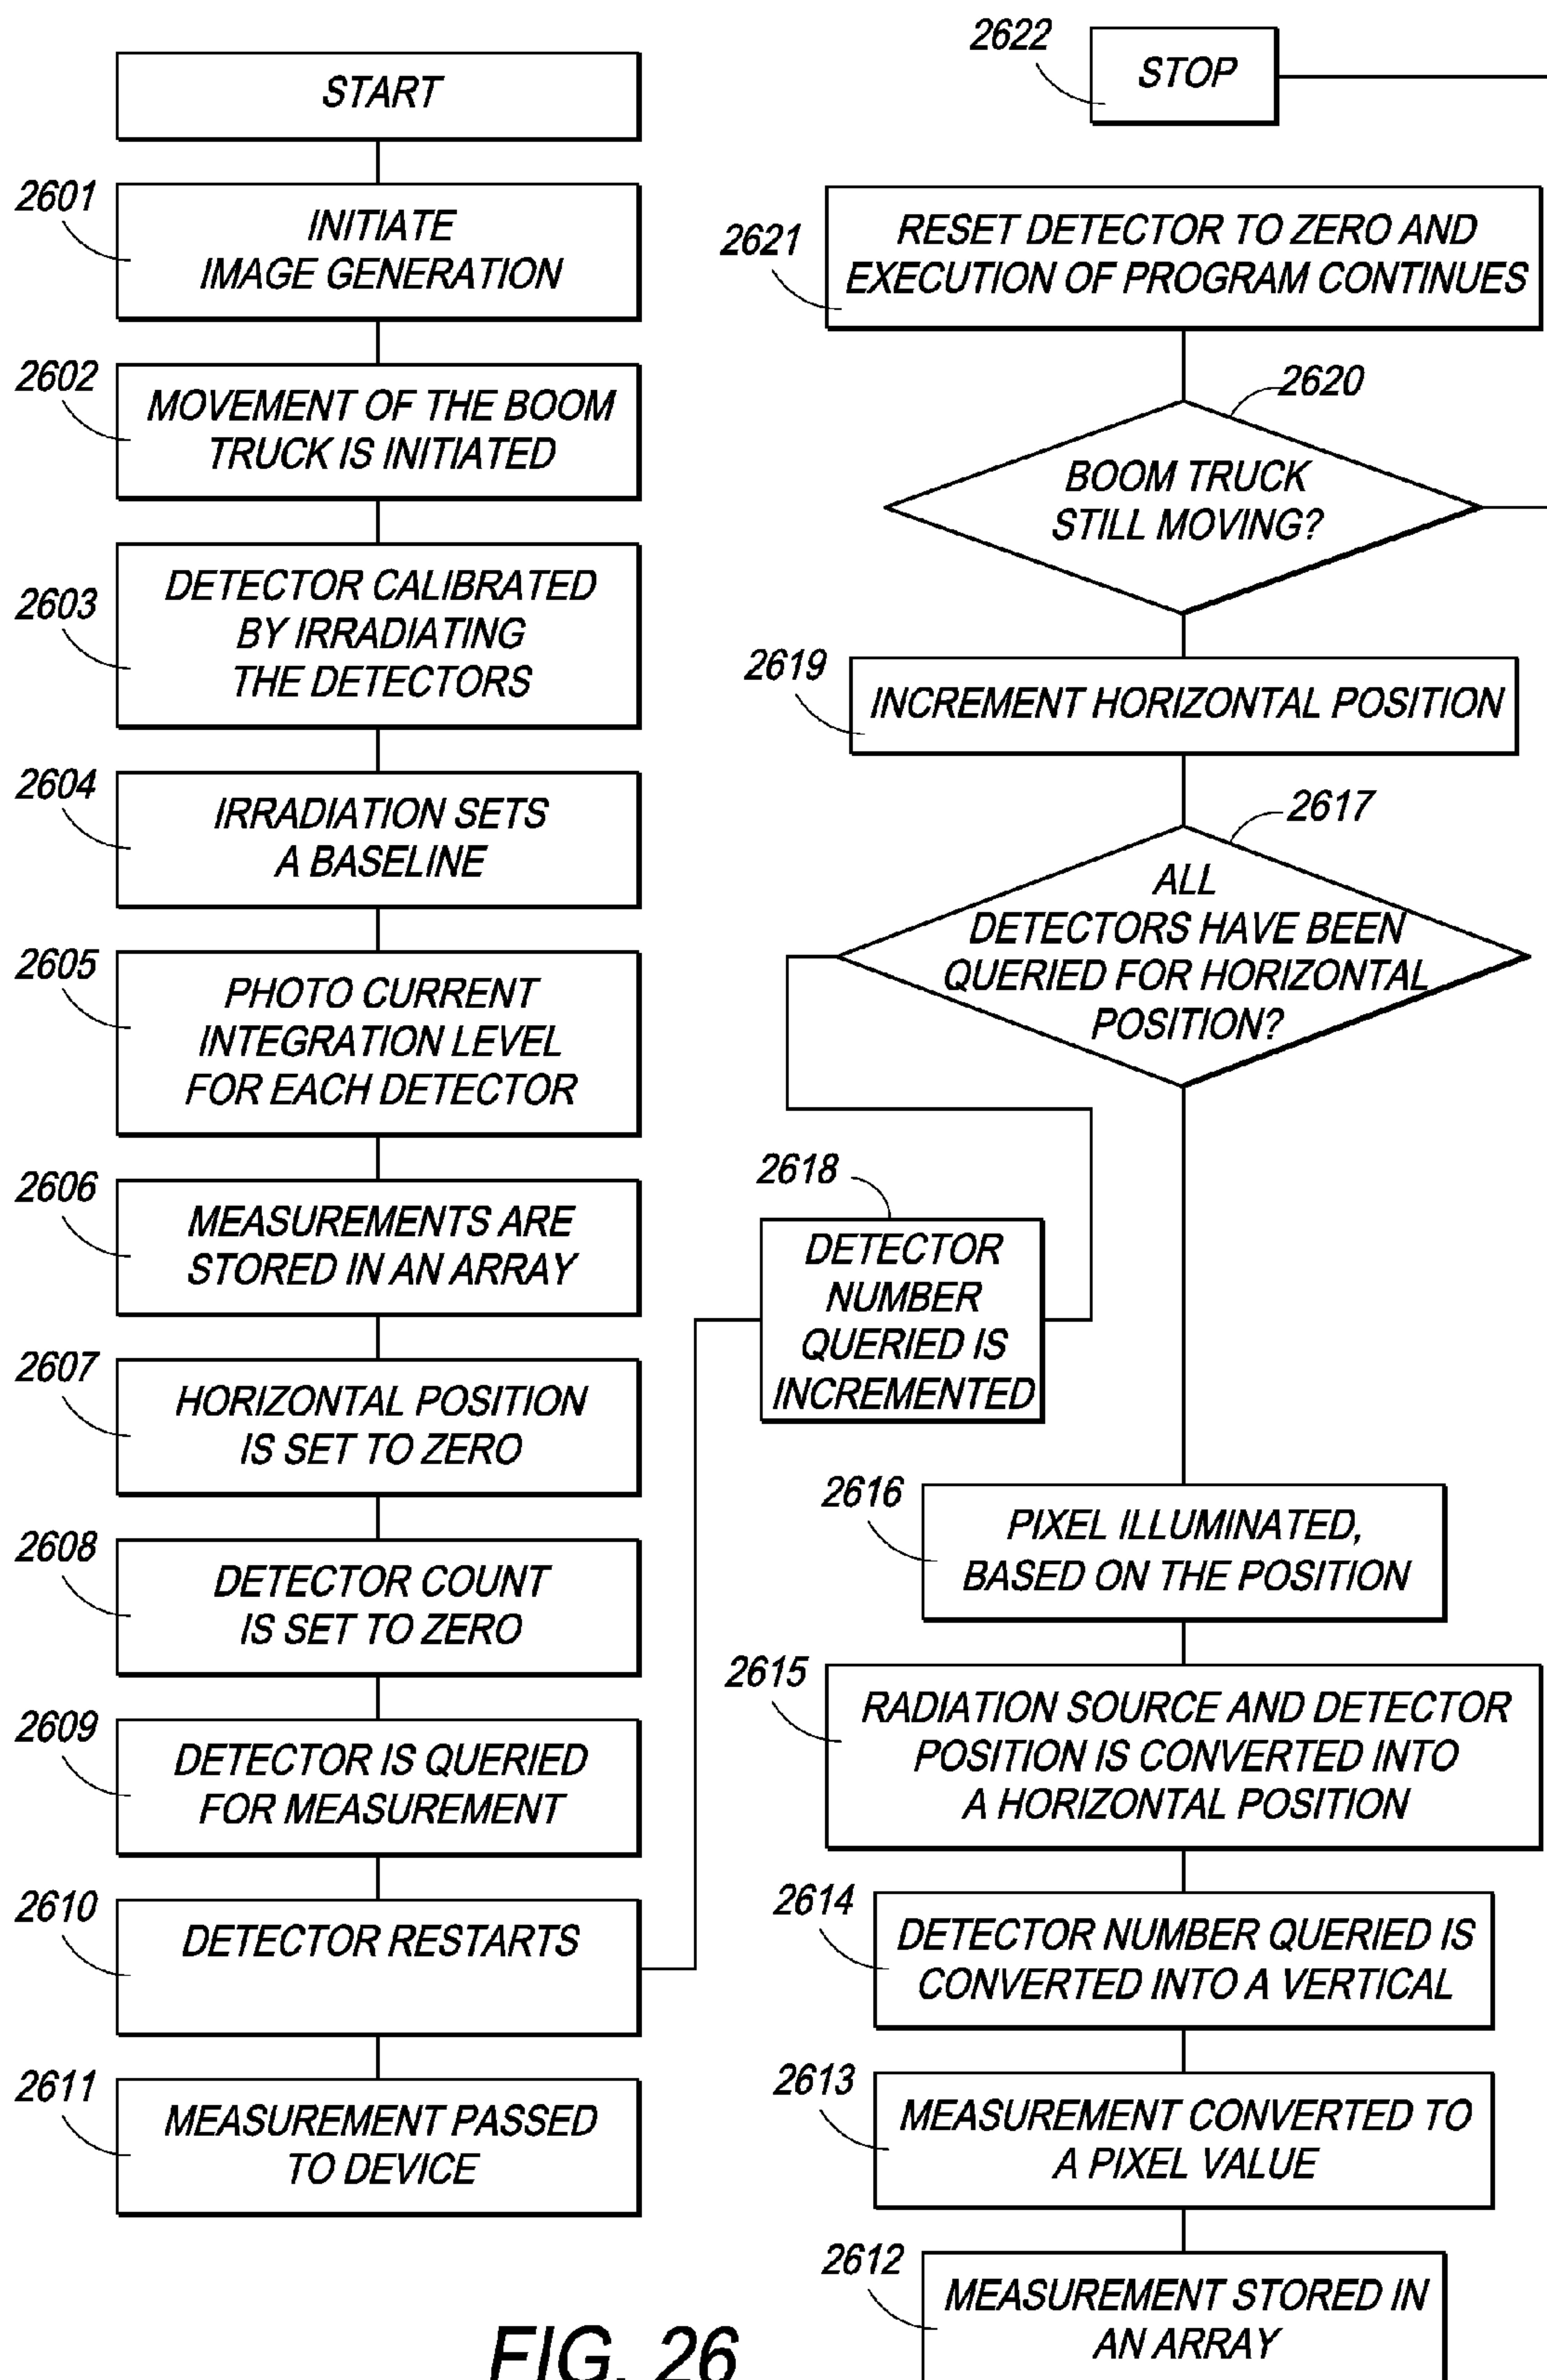 START
2601
INITIATE
IMAGE GENERATION
2602
MOVEMENT OF THE BOOM
TRUCK IS INITIATED
2603
DETECTOR CALIBRATED
BY IRRADIATING
THE DETECTORS
2604
IRRADIATION SETS
A BASELINE
2605
PHOTO CURRENT
INTEGRATION LEVEL
FOR EACH DETECTOR
2606
MEASUREMENTS ARE
STORED IN AN ARRAY
2607
HORIZONTAL POSITION
IS SET TO ZERO
2608
DETECTOR COUNT
IS SET TO ZERO
2609
DETECTOR IS QUERIED
FOR MEASUREMENT
2610
DETECTOR RESTARTS
2611
MEASUREMENT PASSED
TO DEVICE
2622
STOP
2621
RESET DETECTOR TO ZERO AND
EXECUTION OF PROGRAM CONTINUES
2620
BOOM TRUCK
STILL MOVING?
2619
INCREMENT HORIZONTAL POSITION
2617
ALL
DETECTORS HAVE BEEN
QUERIED FOR HORIZONTAL
POSITION?
2618
DETECTOR
NUMBER
QUERIED IS
INCREMENTED
2616
PIXEL ILLUMINATED,
BASED ON THE POSITION
2615
RADIATION SOURCE AND DETECTOR
POSITION IS CONVERTED INTO
A HORIZONTAL POSITION
2614
DETECTOR NUMBER QUERIED IS
CONVERTED INTO A VERTICAL
2613
MEASUREMENT CONVERTED TO
A PIXEL VALUE
2612
MEASUREMENT STORED IN
AN ARRAY
FIG. 26